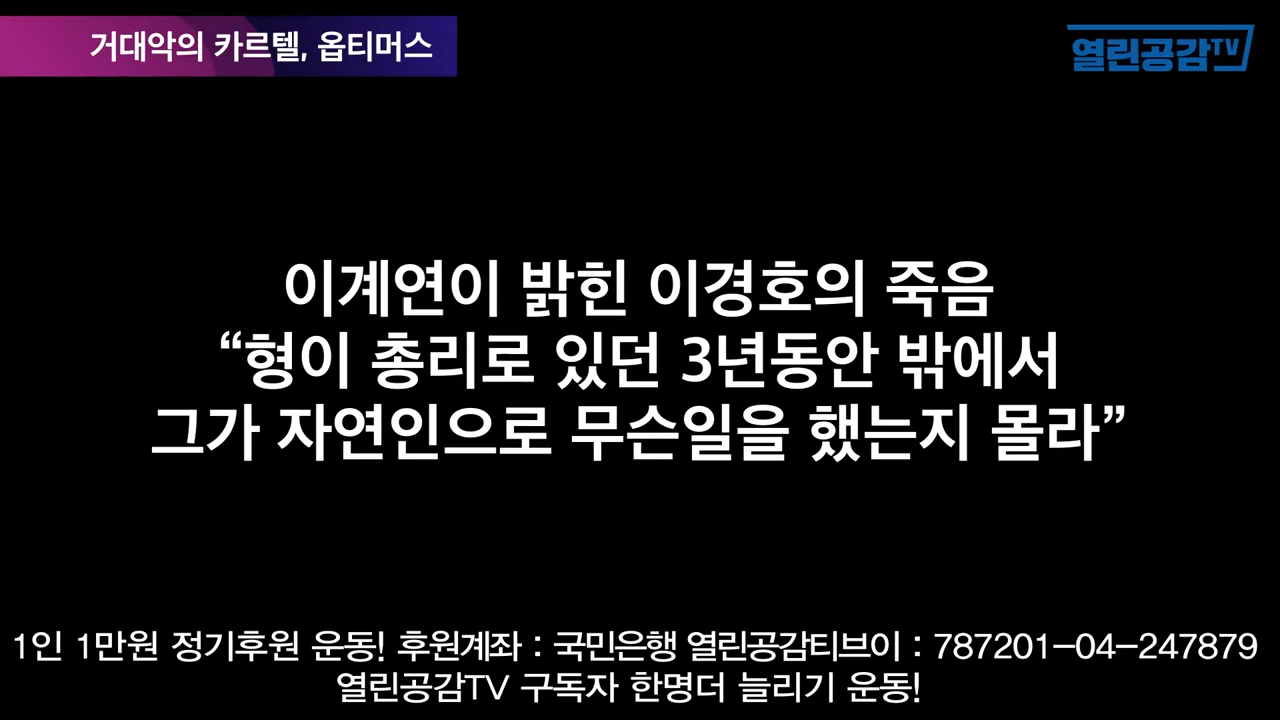 거대악의 카르텔, 옵티머스
열린공감TV
이계연이 밝힌 이경호의 죽음
“형이 총리로 있던 3년동안 밖에서
그가 자연인으로 무슨일을 했는지 몰라”
1인 1만원 정기후원 운동! 후원계좌 : 국민은행 열린공감티브이 : 787201-04-247879
열린공감TV 구독자 한명더 늘리기 운동!